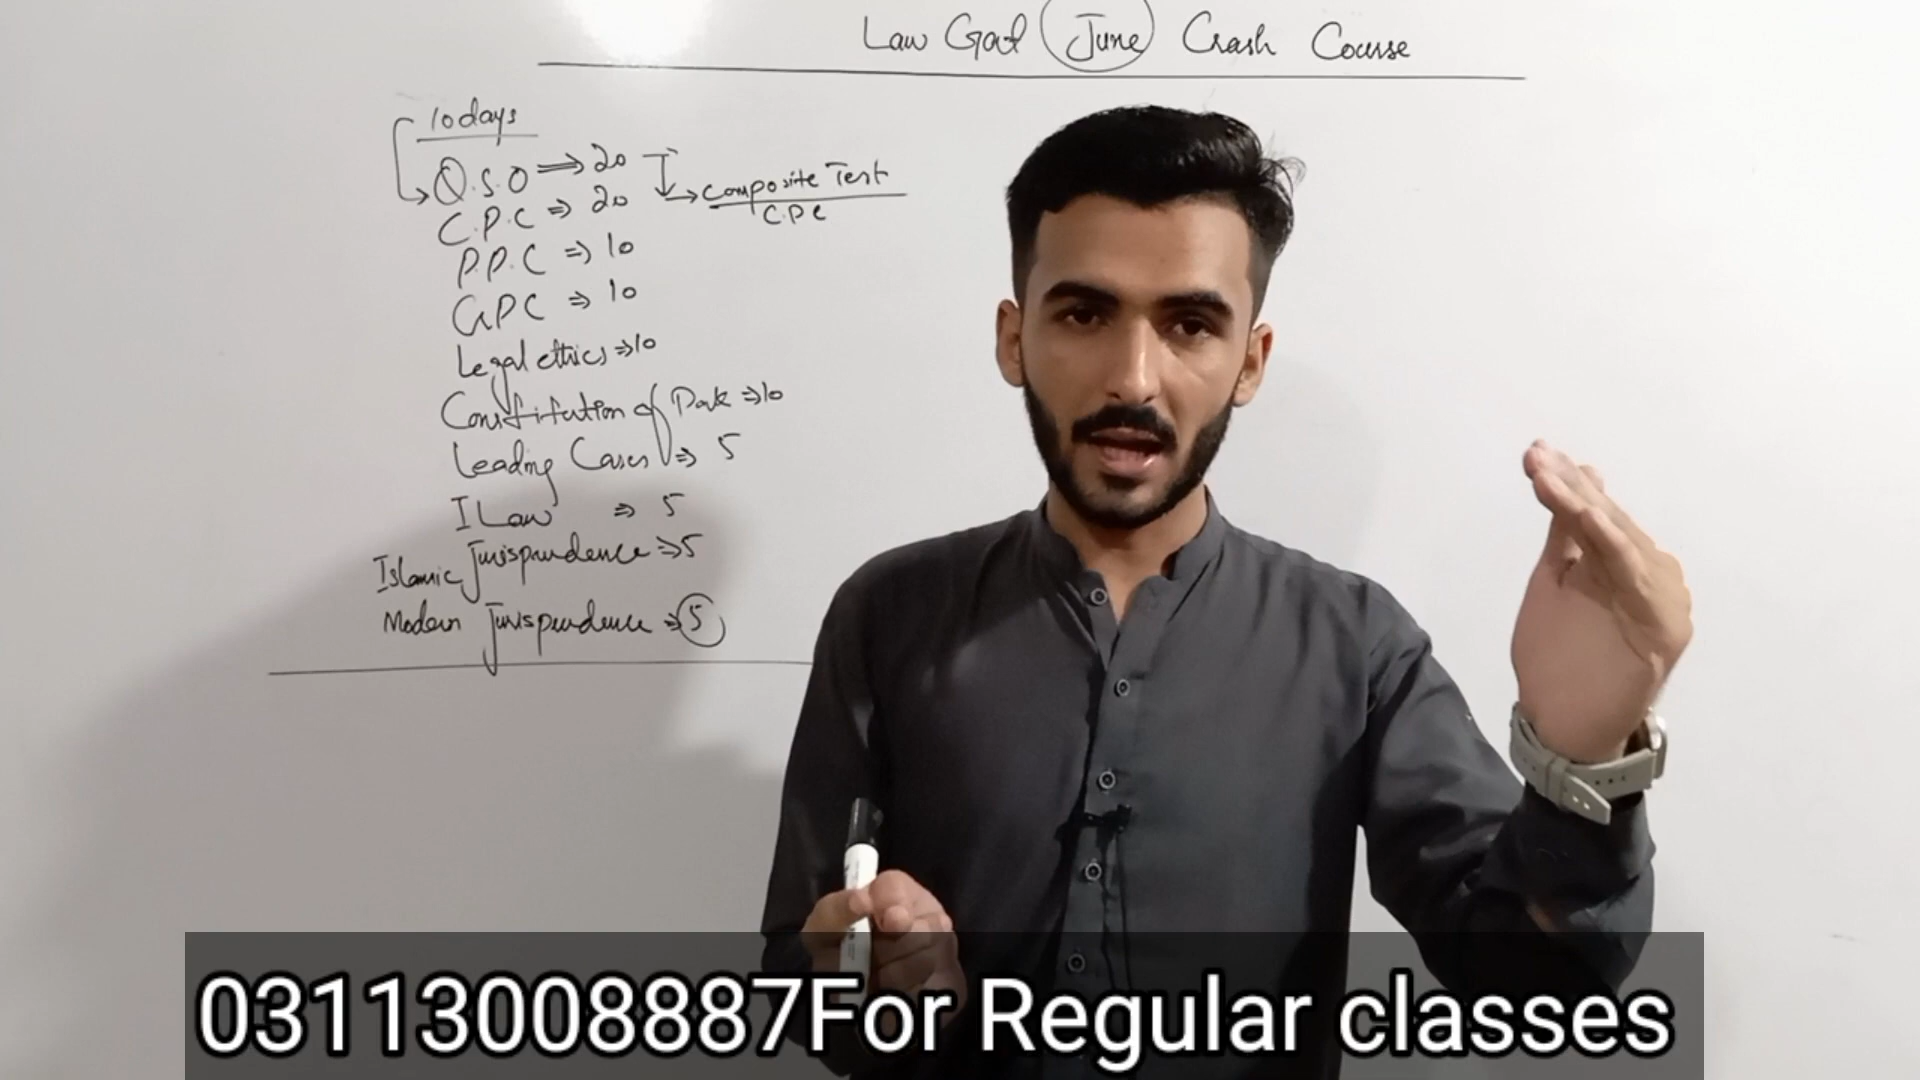 Law Gat June Crash Course
10 days
Q.S.O ⇒ 20
→ Composite Test
C.P.C ⇒ 20
C.P.C
P.P.C ⇒ 10
CrPC ⇒ 10
Legal ethics ⇒ 10
Constitution of Pak ⇒ 10
Leading Cases ⇒ 5
I Law ⇒ 5
Islamic Jurisprudence ⇒ 5
Modern Jurisprudence ⇒ 5
03113008887For Regular classes